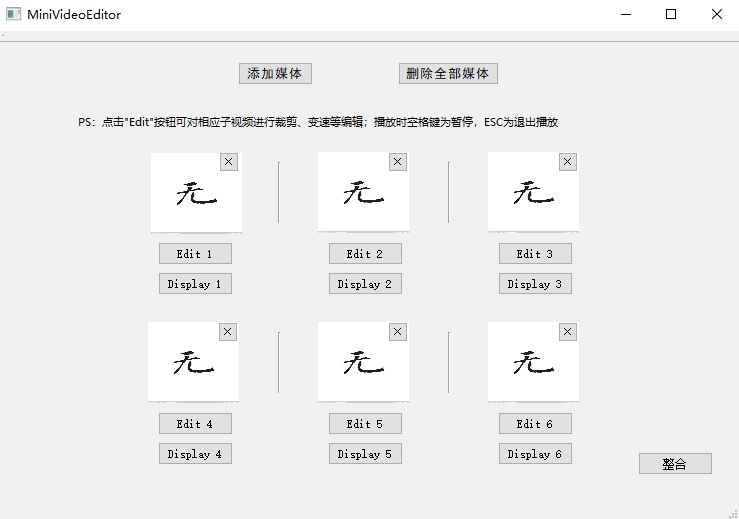 MiniVideoEditor
添加媒体 删除全部媒体
PS：点击"Edit"按钮可对相应子视频进行裁剪、变速等编辑；播放时空格键为暂停，ESC为退出播放
无 无 无
Edit 1 Edit 2 Edit 3
Display 1 Display 2 Display 3
无 无 无
Edit 4 Edit 5 Edit 6
Display 4 Display 5 Display 6
整合